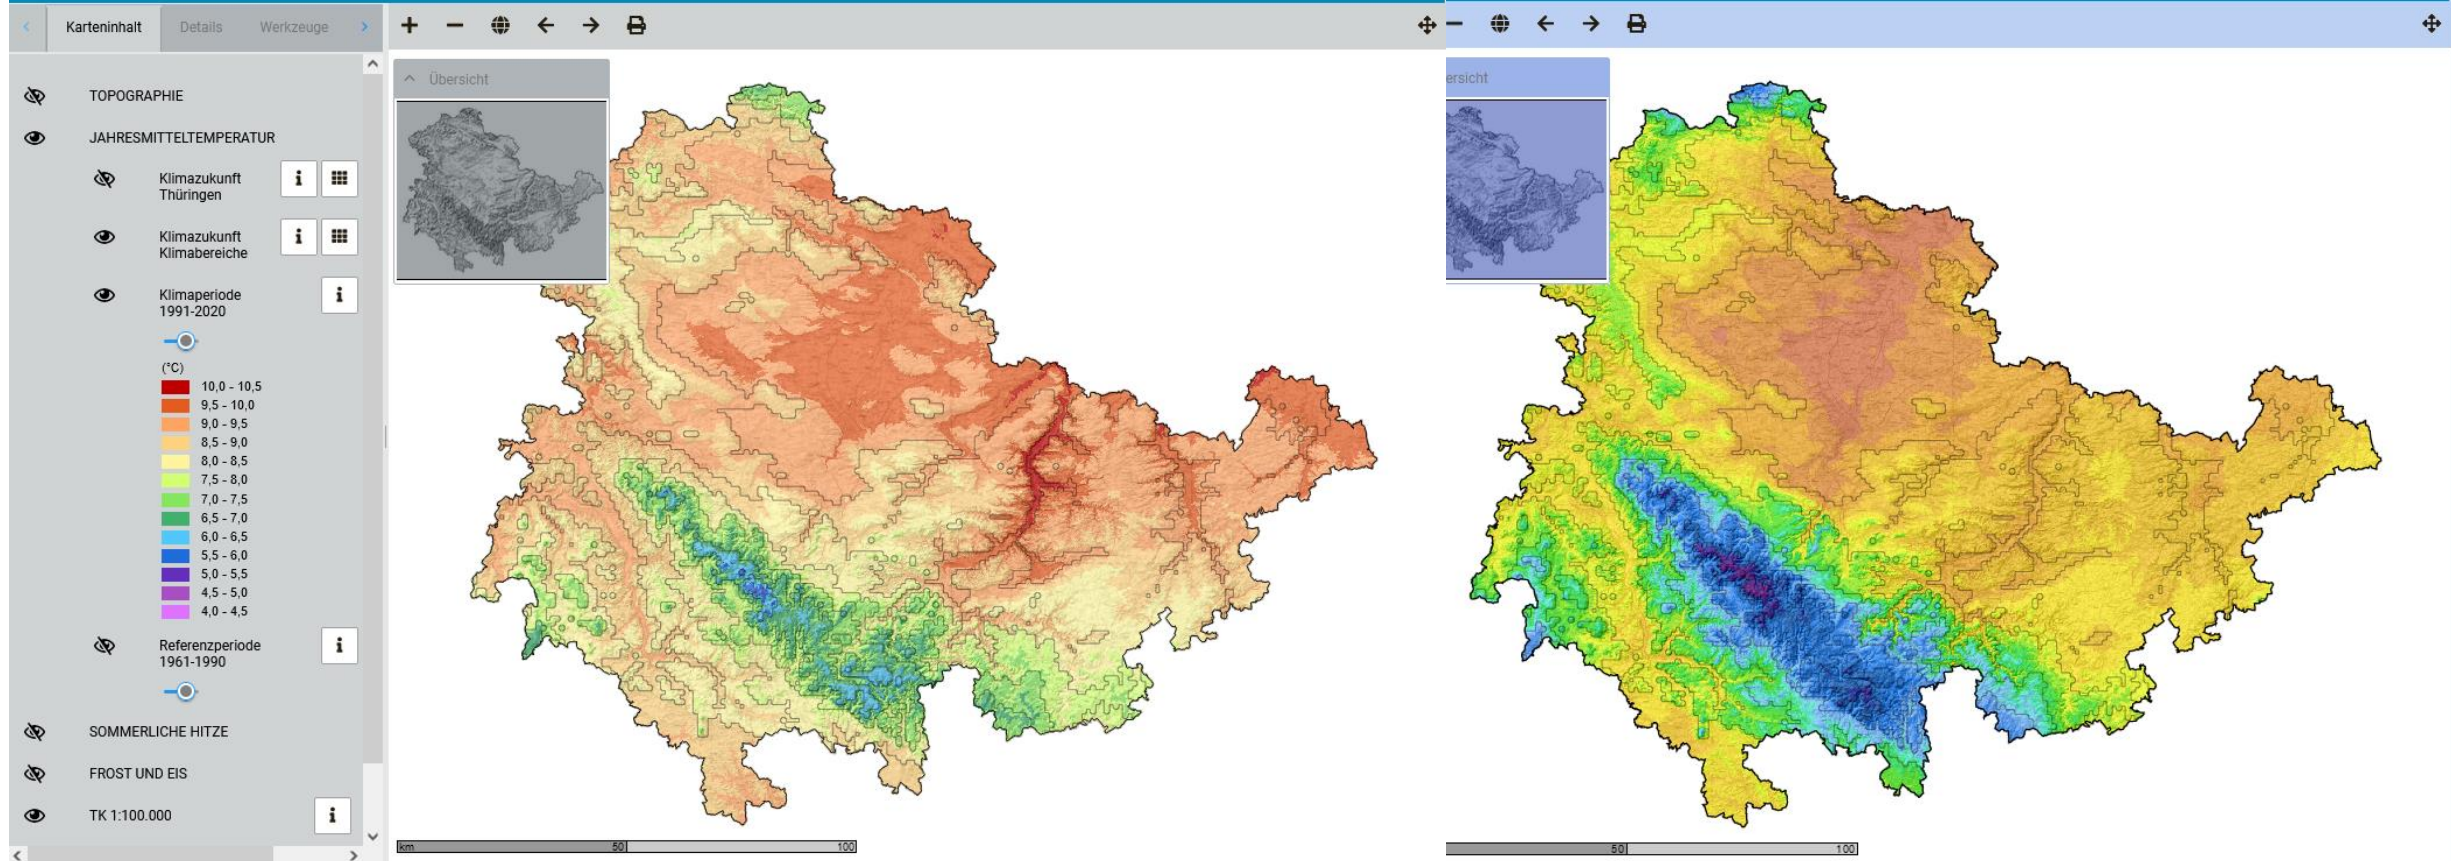 Karteninhalt Details Werkzeuge
Übersicht
TOPOGRAPHIE
JAHRESMITTELTEMPERATUR
Klimazukunft
Thüringen
i
Klimazukunft
Klimabereiche
i
Klimaperiode
1991-2020
i
(°C)
10,0 - 10,5
9,5 - 10,0
9,0 - 9,5
8,5 - 9,0
8,0 - 8,5
7,5 - 8,0
7,0 - 7,5
6,5 - 7,0
6,0 - 6,5
5,5 - 6,0
5,0 - 5,5
4,5 - 5,0
4,0 - 4,5
Referenzperiode
1961-1990
i
SOMMERLICHE HITZE
FROST UND EIS
TK 1:100.000
i
km 50 100
ersicht
50 100